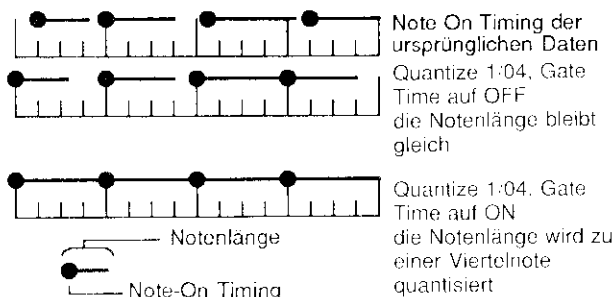 Note On Timing der
ursprünglichen Daten
Quantize 1/04, Gate
Time auf OFF
die Notenlänge bleibt
gleich
Quantize 1/04, Gate
Time auf ON
die Notenlänge wird zu
einer Viertelnote
quantisiert
Notenlänge
Note-On Timing